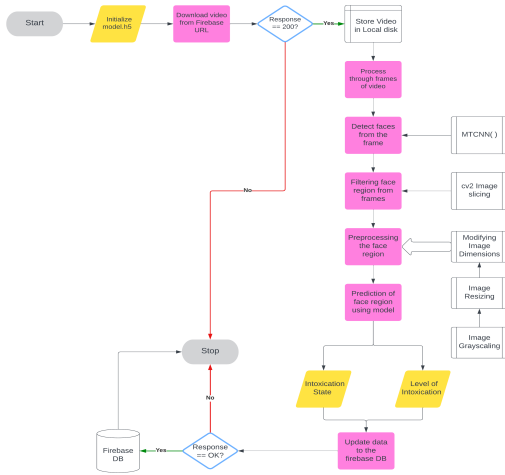 Start
Initialize
model.h5
Download video
from Firebase
URL
Response
== 200?
Yes
Store Video
in Local disk
Process
through frames
of video
Detect faces
from the
frame
MTCNN( )
Filtering face
region from
frames
cv2 Image
slicing
No
Preprocessing
the face
region
Modifying
Image
Dimensions
Prediction of
face region
using model
Image
Resizing
Image
Grayscaling
Stop
Intoxication
State
Level of
Intoxication
No
Update data
to the
firebase DB
Response
== OK?
Yes
Firebase
DB